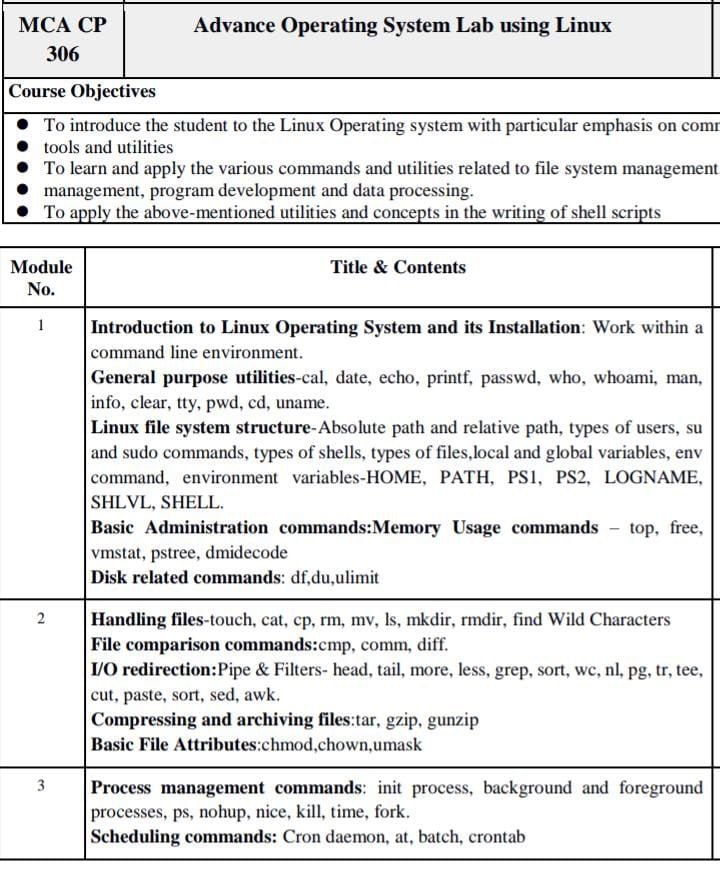 MCA CP
306
Advance Operating System Lab using Linux
Course Objectives
● To introduce the student to the Linux Operating system with particular emphasis on
● tools and utilities
● To learn and apply the various commands and utilities related to file system management
● management, program development and data processing.
● To apply the above-mentioned utilities and concepts in the writing of shell scripts
Module
No.
Title & Contents
1
Introduction to Linux Operating System and its Installation: Work within a
command line environment.
General purpose utilities-cal, date, echo, printf, passwd, who, whoami, man,
info, clear, tty, pwd, cd, uname.
Linux file system structure-Absolute path and relative path, types of users, su
and sudo commands, types of shells, types of files,local and global variables, env
command, environment variables-HOME, PATH, PS1, PS2, LOGNAME,
SHLVL, SHELL.
Basic Administration commands:Memory Usage commands – top, free,
vmstat, pstree, dmidecode
Disk related commands: df,du,ulimit
2
Handling files-touch, cat, cp, rm, mv, ls, mkdir, rmdir, find Wild Characters
File comparison commands:cmp, comm, diff.
I/O redirection:Pipe & Filters- head, tail, more, less, grep, sort, wc, nl, pg, tr, tee,
cut, paste, sort, sed, awk.
Compressing and archiving files:tar, gzip, gunzip
Basic File Attributes:chmod,chown,umask
3
Process management commands: init process, background and foreground
processes, ps, nohup, nice, kill, time, fork.
Scheduling commands: Cron daemon, at, batch, crontab